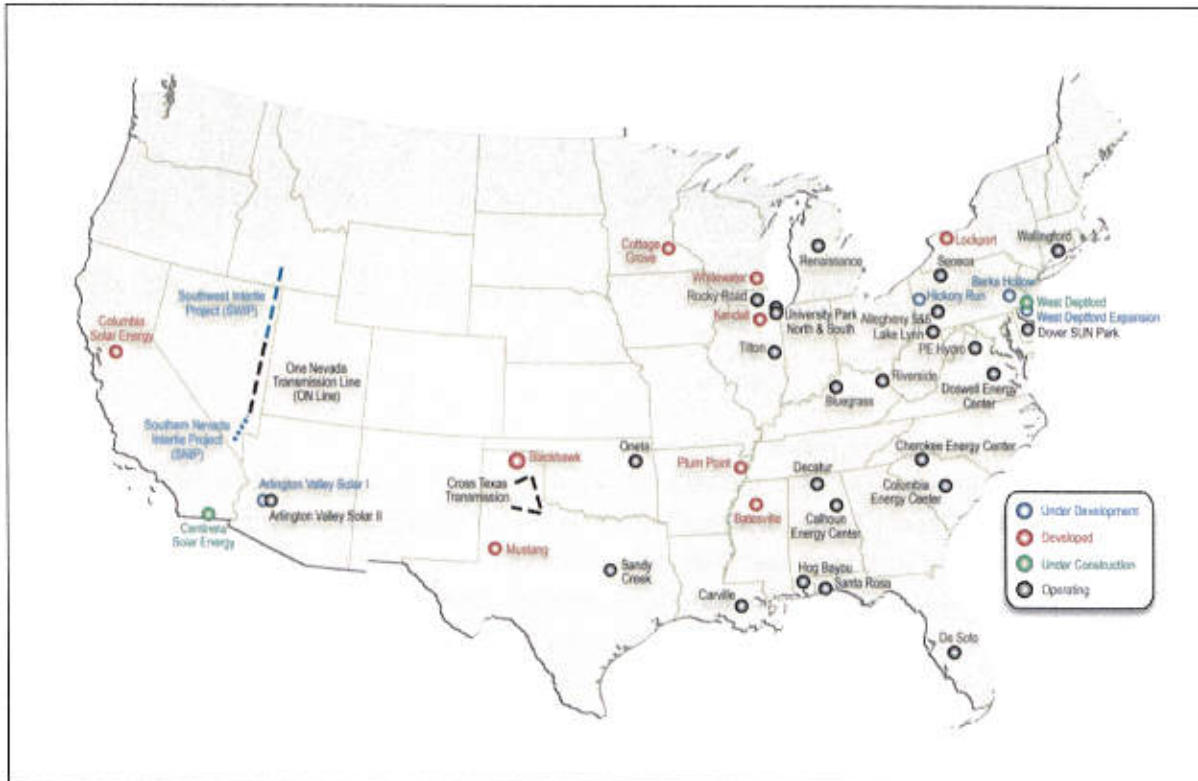 Cottage
Grove
Renaissance
Lockport
Wallingford
Seneca
Whitewater
Rocky Road
Kendall
University Park
North & South
Tilton
Hickory Run
Berks Hollow
West Deptford
West Deptford Expansion
Dover SUN Park
Allegheny 5&6
Lake Lynn
PE Hydro
Riverside
Bluegrass
Doswell Energy
Center
Southwest Intertie
Project (SWIP)
Columbia
Solar Energy
One Nevada
Transmission Line
(ON Line)
Southern Nevada
Intertie Project
(SNIP)
Arlington Valley Solar I
Arlington Valley Solar II
Centinela
Solar Energy
Blackhawk
Oneta
Cross Texas
Transmission
Mustang
Sandy
Creek
Plum Point
Batesville
Decatur
Calhoun
Energy Center
Cherokee Energy Center
Columbia
Energy Center
Hog Bayou
Santa Rosa
Carville
De Soto
Under Development
Developed
Under Construction
Operating